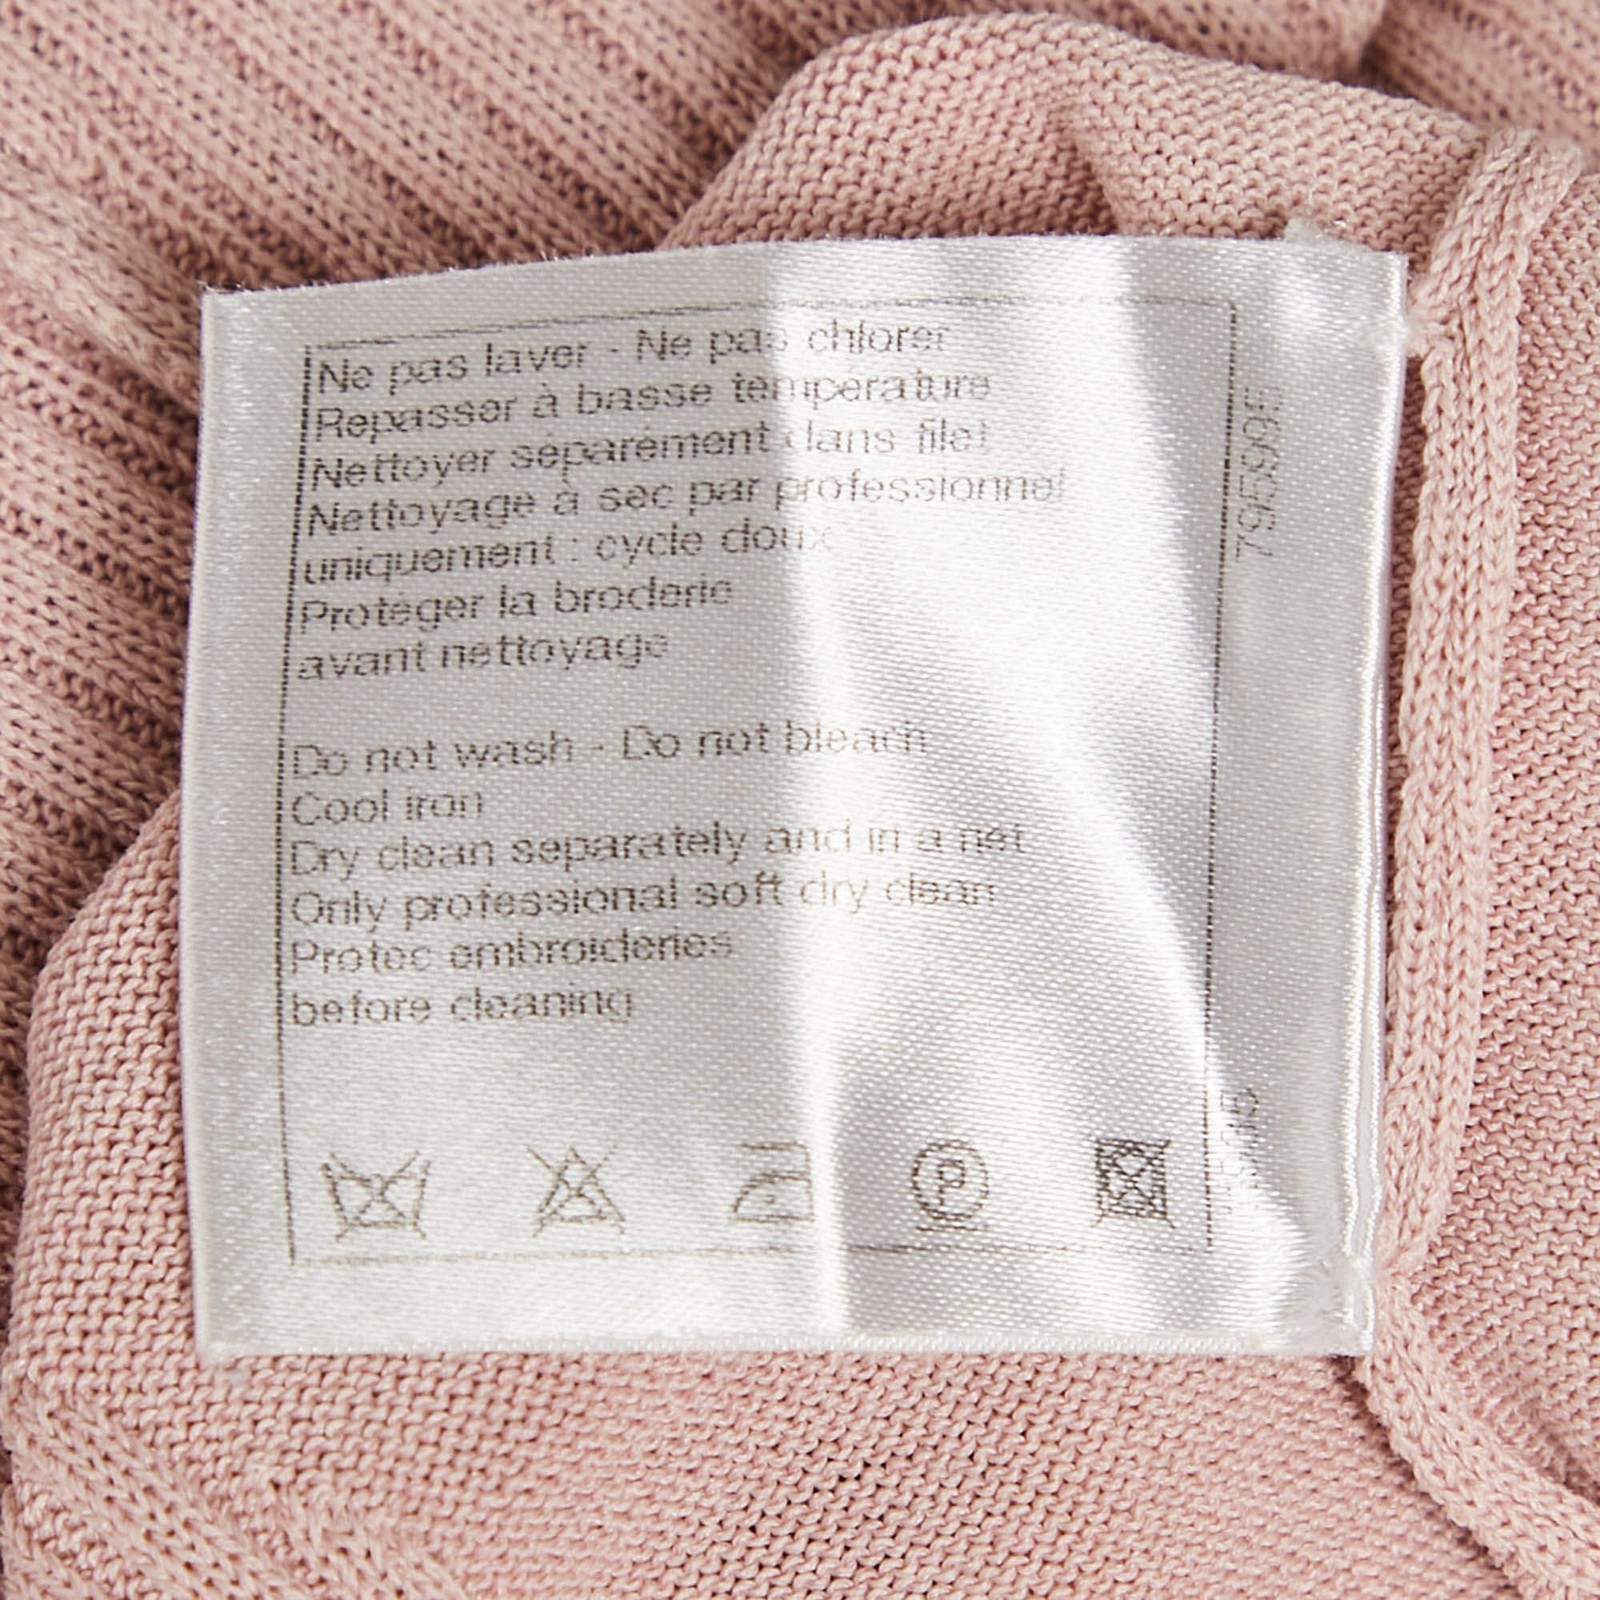 Ne pas laver - Ne pas chlorer
Repasser à basse température
Nettoyer séparément dans filet
Nettoyage à sec par professionnel
uniquement : cycle doux
Protéger la broderie
avant nettoyage
Do not wash - Do not bleach
Cool iron
Dry clean separately and in a net
Only professional soft dry clean
Protec embroideries
before cleaning
P